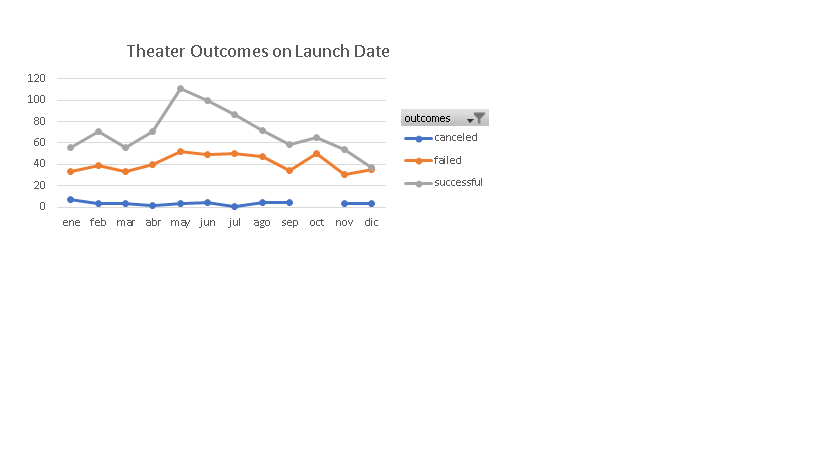 Theater Outcomes on Launch Date
120
100
80
60
40
20
0
ene feb mar abr may jun jul ago sep oct nov dic
outcomes
canceled
failed
successful